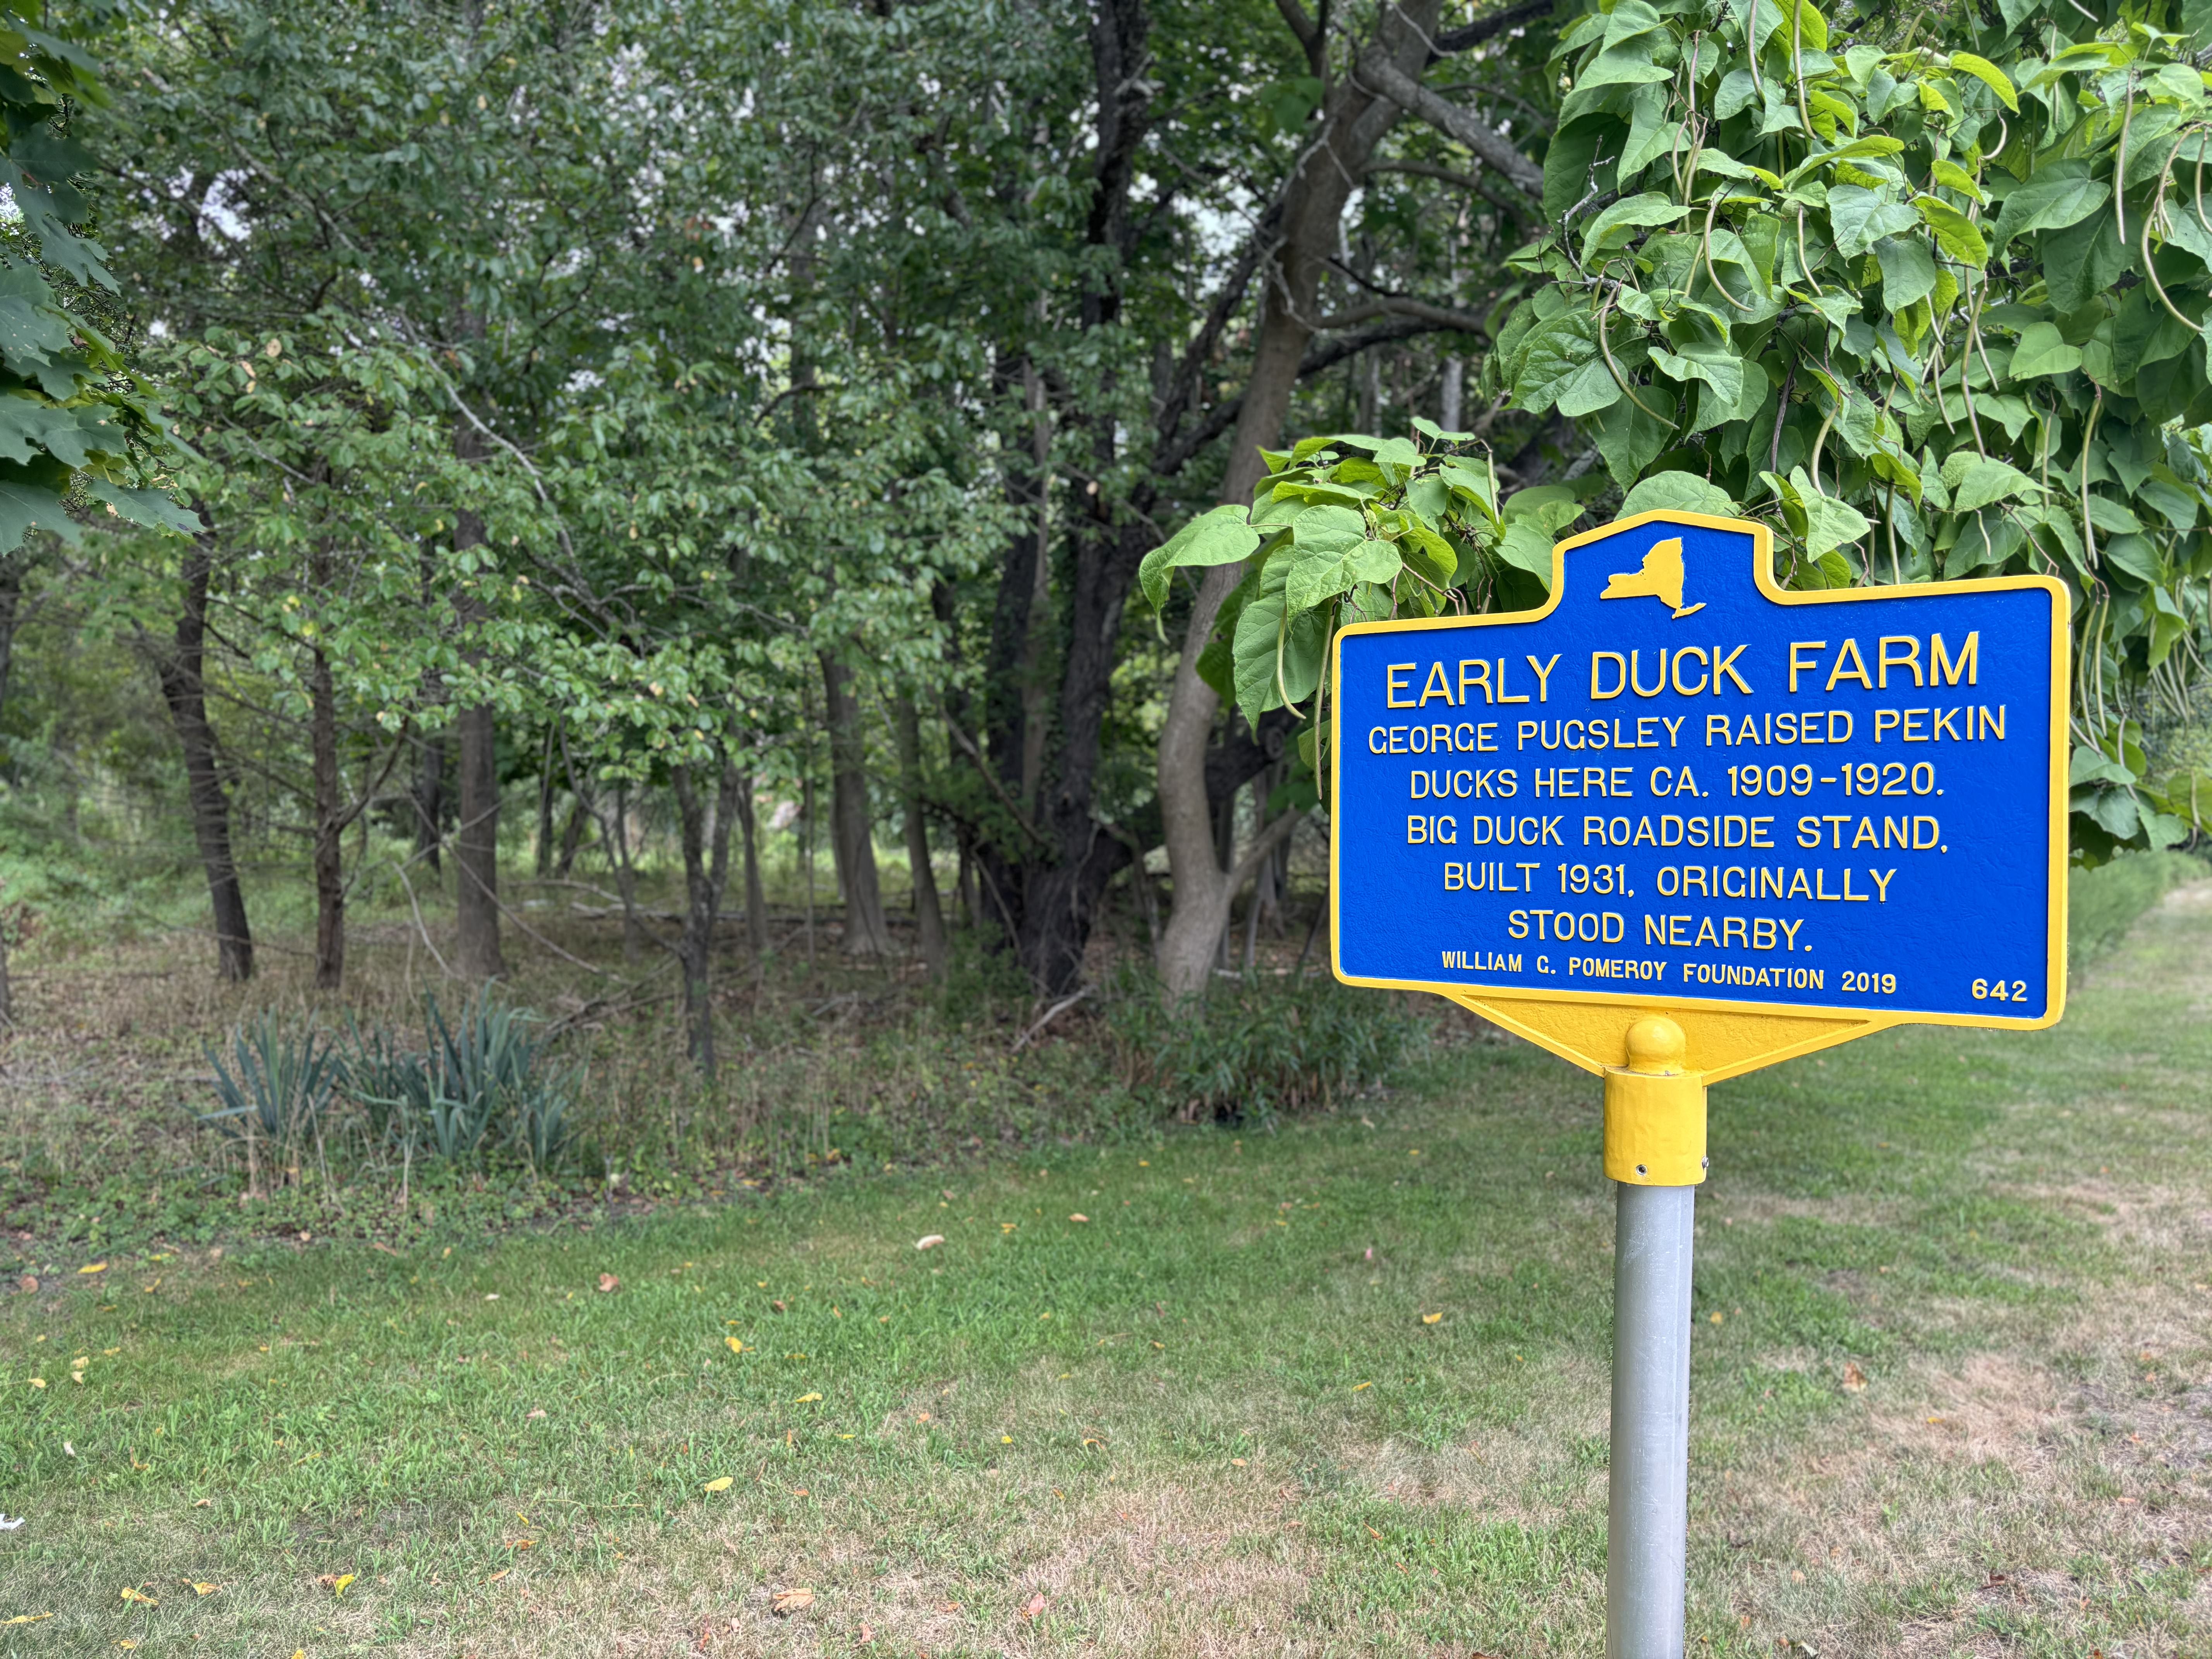 EARLY DUCK FARM
GEORGE PUGSLEY RAISED PEKIN
DUCKS HERE CA. 1909-1920.
BIG DUCK ROADSIDE STAND,
BUILT 1931, ORIGINALLY
STOOD NEARBY.
WILLIAM G. POMEROY FOUNDATION 2019 642